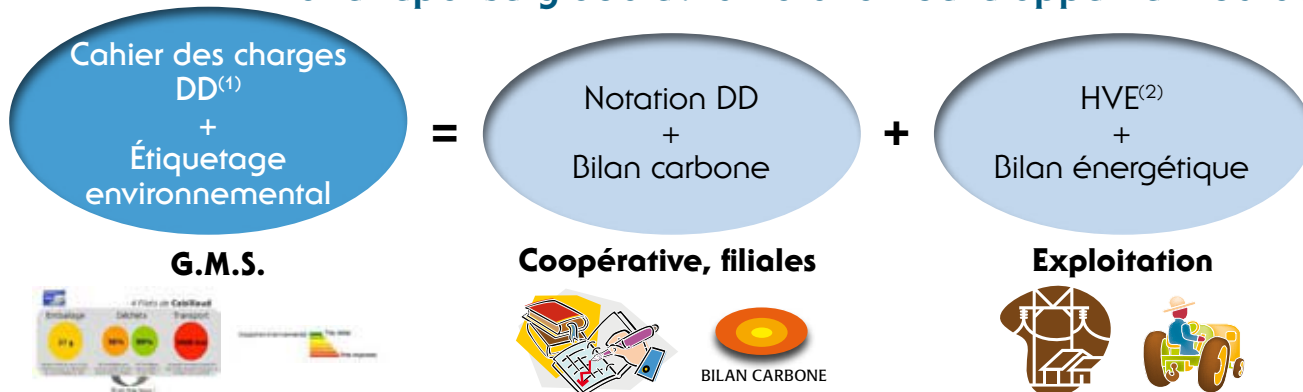 Cahier des charges
DD(1)
+
Étiquetage
environnemental
=
Notation DD
+
Bilan carbone
+
HVE(2)
+
Bilan énergétique
G.M.S.
Coopérative, filiales
Exploitation
4 Filets de Cabillaud
Emballage Déchets Transport
BILAN CARBONE